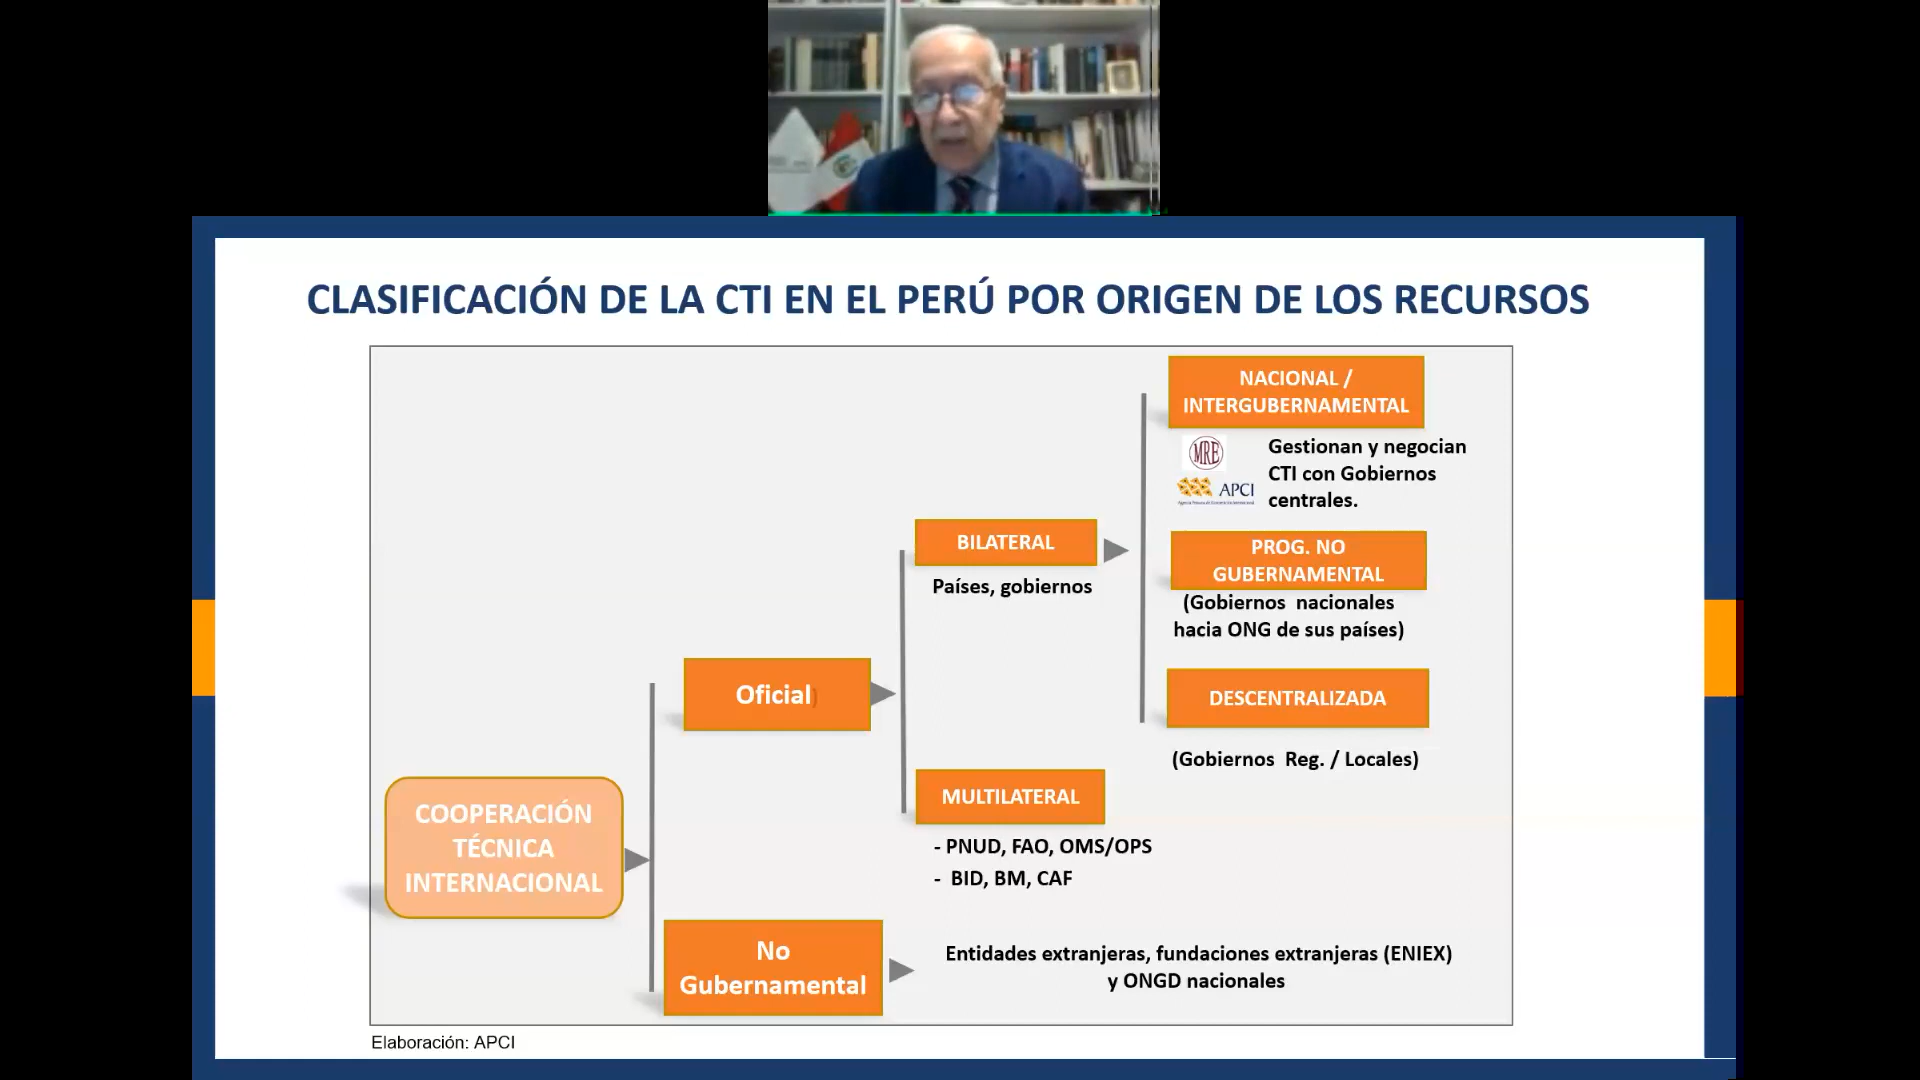 CLASIFICACIÓN DE LA CTI EN EL PERÚ POR ORIGEN DE LOS RECURSOS
NACIONAL /
INTERGUBERNAMENTAL
MRE
APCI
Gestionan y negocian
CTI con Gobiernos
centrales.
BILATERAL
Países, gobiernos
PROG. NO
GUBERNAMENTAL
(Gobiernos nacionales
hacia ONG de sus países)
Oficial)
DESCENTRALIZADA
(Gobiernos Reg. / Locales)
MULTILATERAL
- PNUD, FAO, OMS/OPS
- BID, BM, CAF
COOPERACIÓN
TÉCNICA
INTERNACIONAL
No
Gubernamental
Entidades extranjeras, fundaciones extranjeras (ENIEX)
y ONGD nacionales
Elaboración: APCI